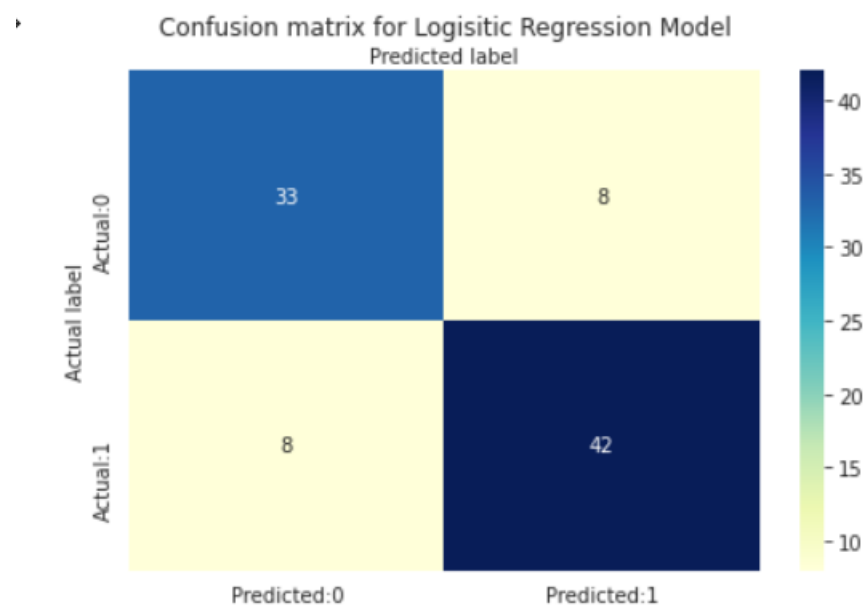 Confusion matrix for Logisitic Regression Model
Predicted label
40
35
33
8
Actual:0
30
Actual label
25
20
8
42
Actual:1
15
10
Predicted:0
Predicted:1